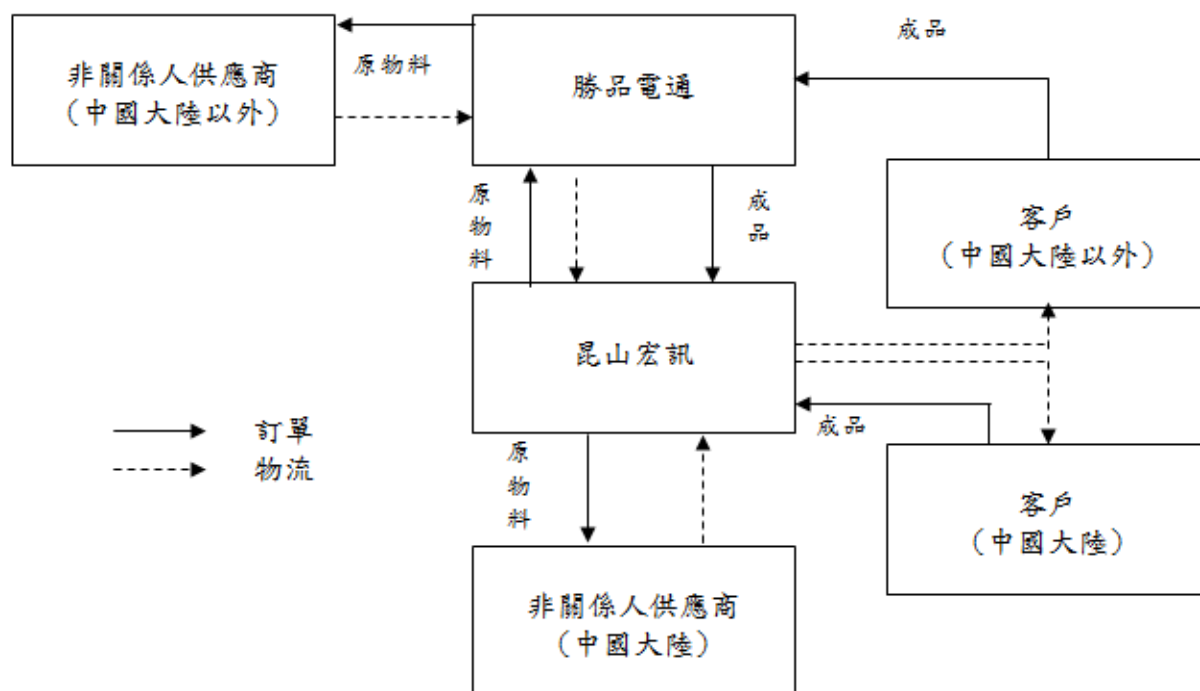 成品
非關係人供應商
（中國大陸以外）
原物料
勝品電通
客戶
（中國大陸以外）
原物料
成品
昆山宏訊
訂單
物流
成品
原物料
客戶
（中國大陸）
非關係人供應商
（中國大陸）